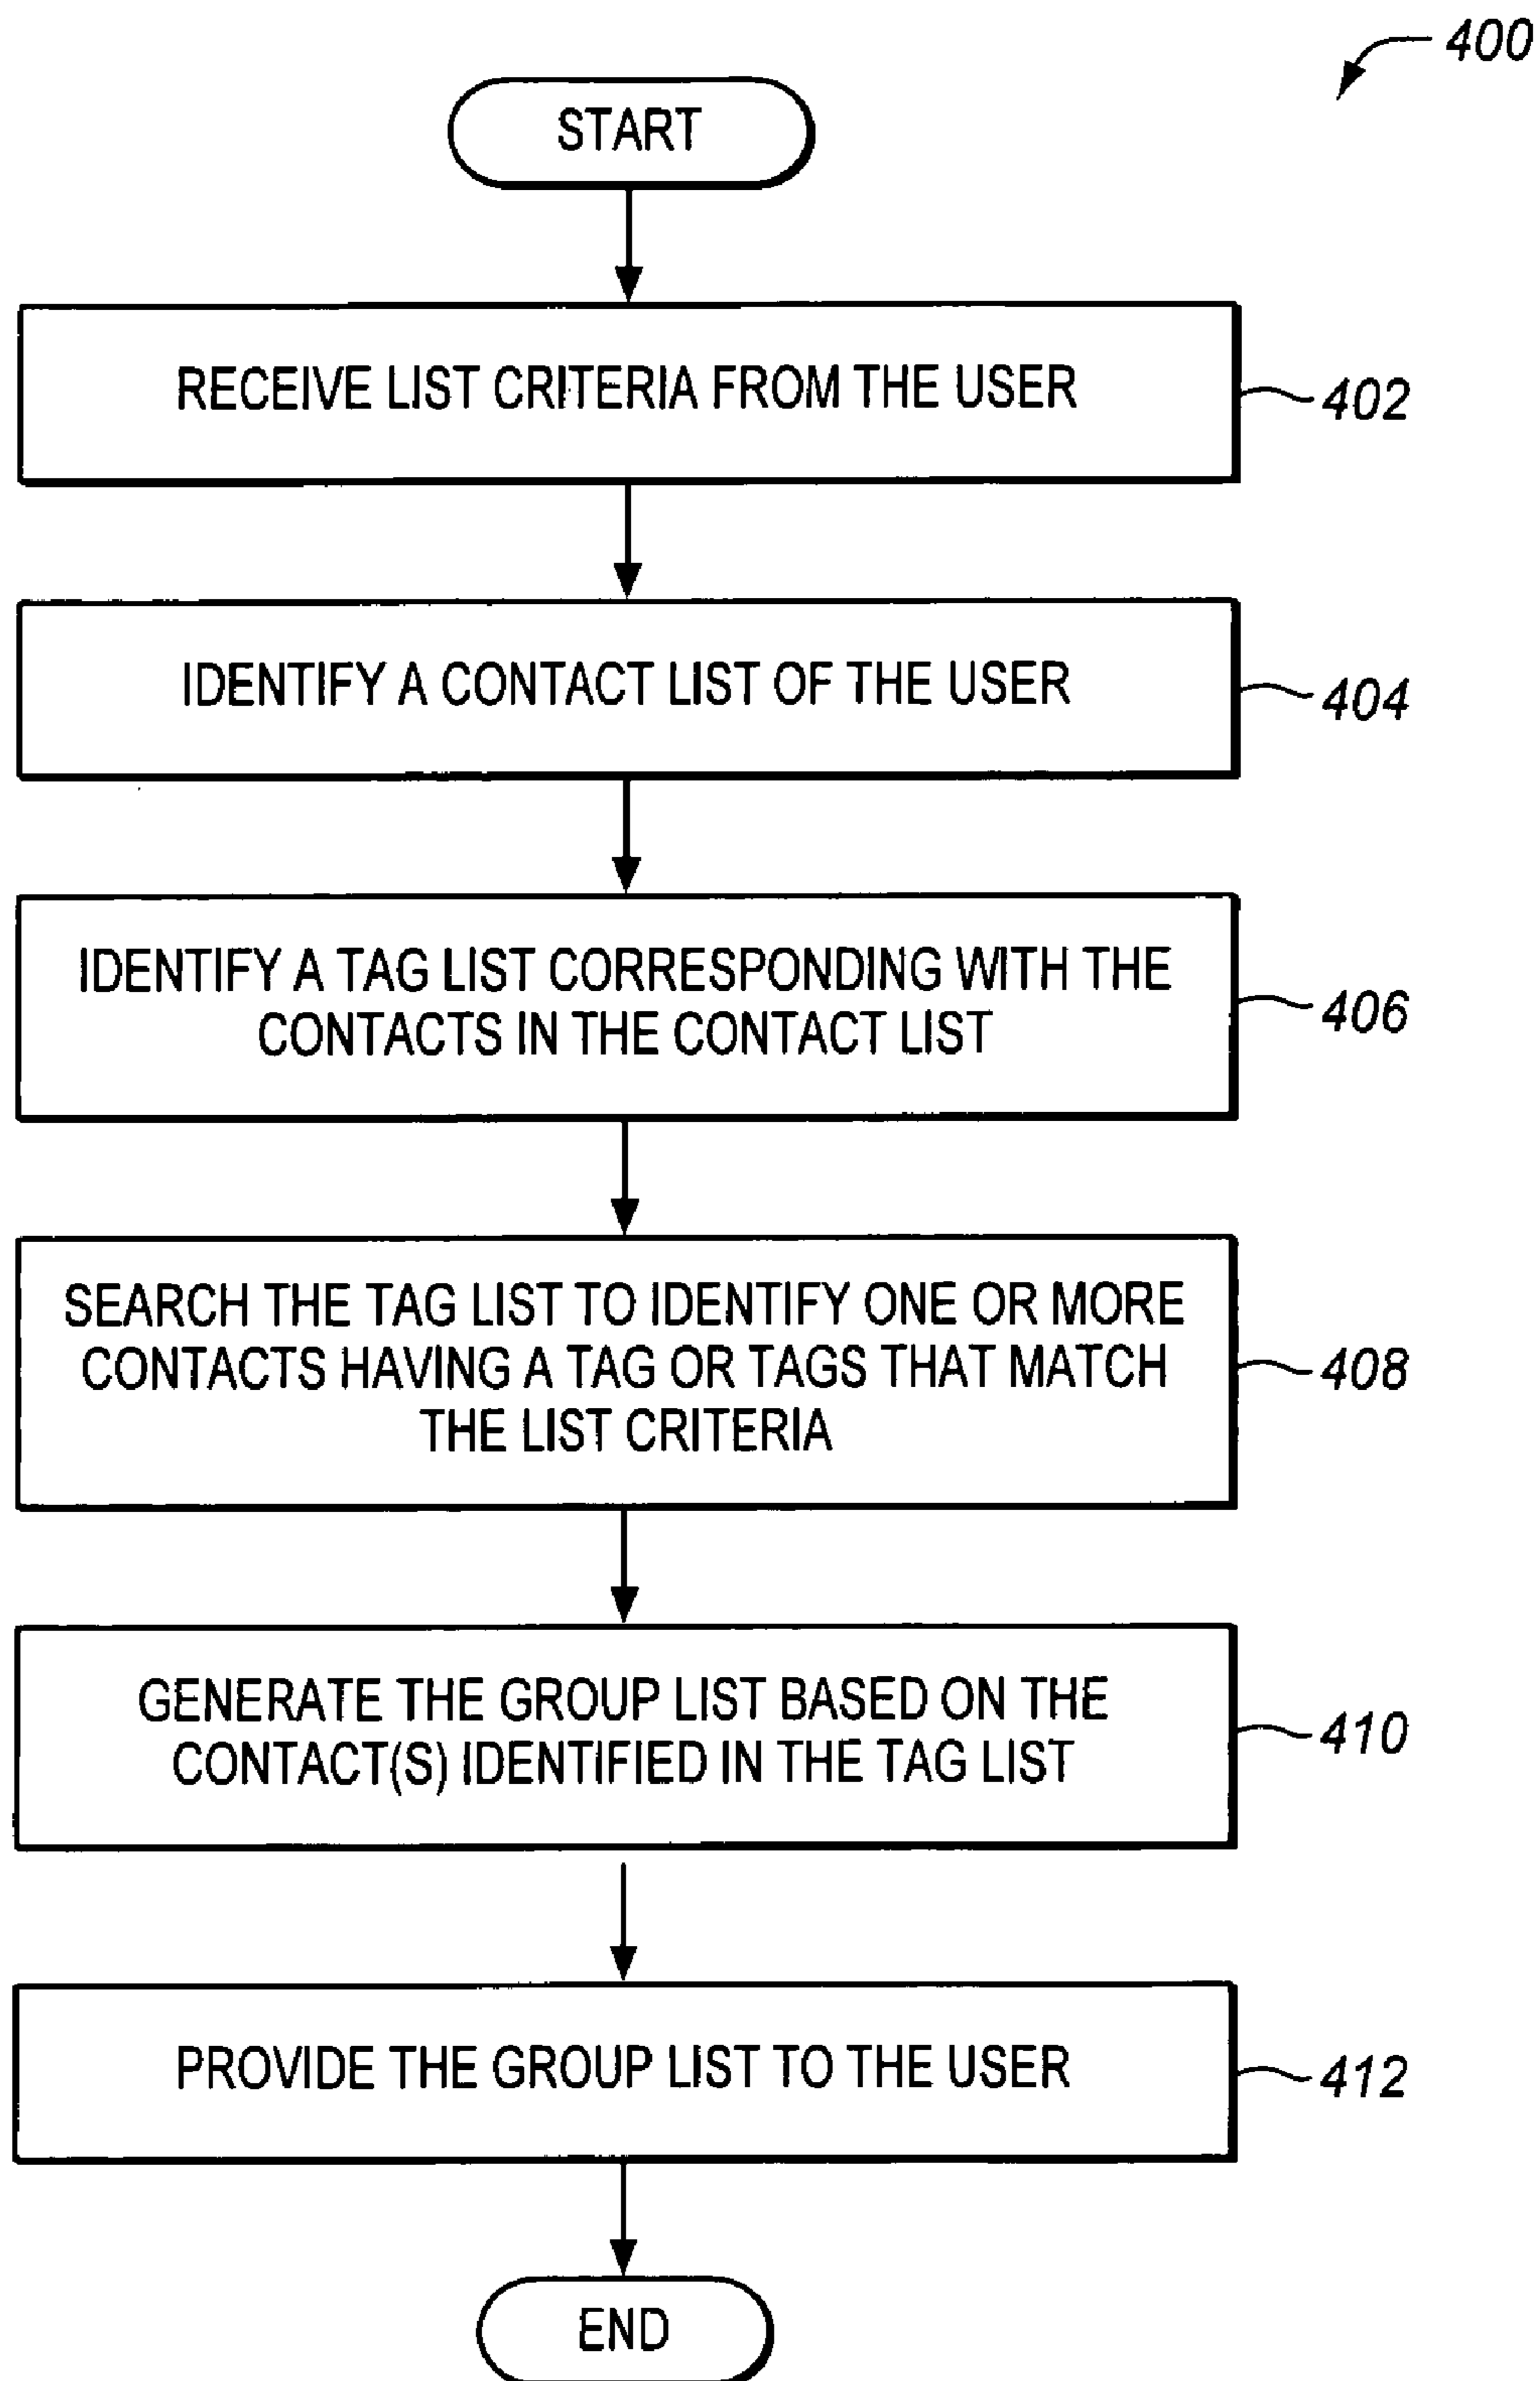 400
START
RECEIVE LIST CRITERIA FROM THE USER
402
IDENTIFY A CONTACT LIST OF THE USER
404
IDENTIFY A TAG LIST CORRESPONDING WITH THE
CONTACTS IN THE CONTACT LIST
406
SEARCH THE TAG LIST TO IDENTIFY ONE OR MORE
CONTACTS HAVING A TAG OR TAGS THAT MATCH
THE LIST CRITERIA
408
GENERATE THE GROUP LIST BASED ON THE
CONTACT(S) IDENTIFIED IN THE TAG LIST
410
PROVIDE THE GROUP LIST TO THE USER
412
END